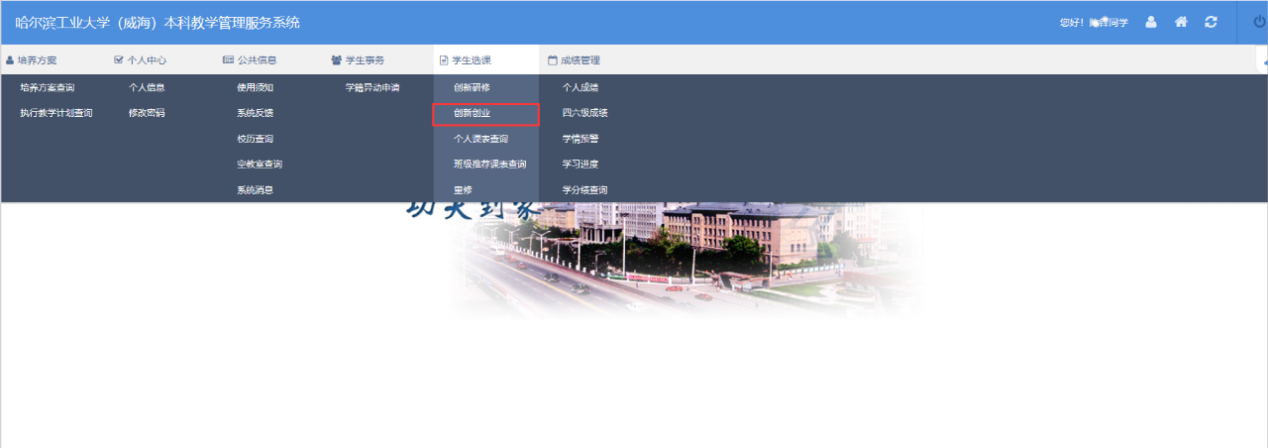 哈尔滨工业大学（威海）本科教学管理服务系统
您好！ 同学
培养方案 个人中心 公共信息 学生事务 学生选课 成绩管理
培养方案查询 个人信息 使用须知 学籍异动申请 创新研修 个人成绩
执行教学计划查询 修改密码 系统反馈 创新创业 四六级成绩
校历查询 个人课表查询 学情预警
空教室查询 班级推荐课表查询 学习进度
系统消息 重修 学分绩查询
功夫到家